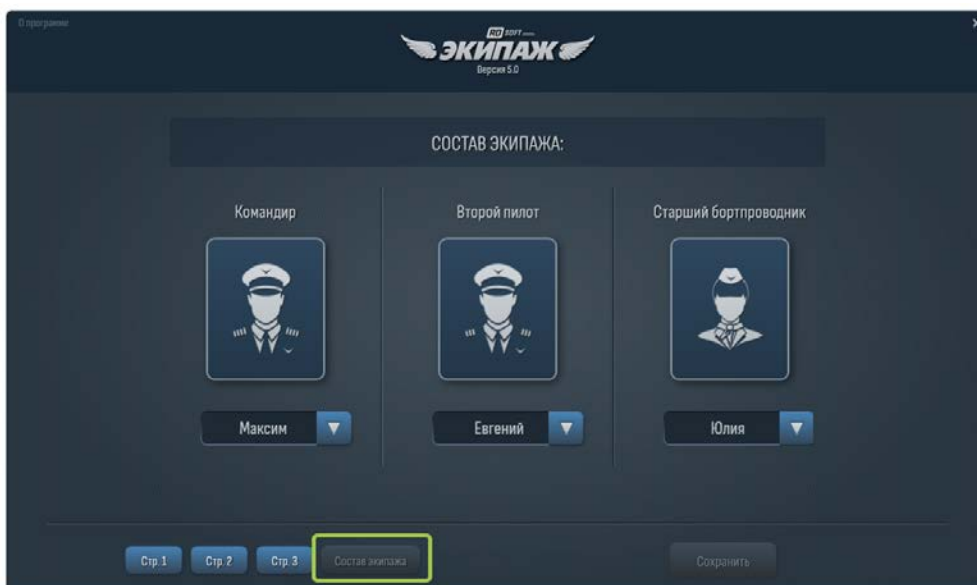 О программе
RD SOFT
ЭКИПАЖ
Версия 5.0
СОСТАВ ЭКИПАЖА:
Командир
Второй пилот
Старший бортпроводник
Максим
Евгений
Юлия
Стр. 1
Стр. 2
Стр. 3
Состав экипажа
Сохранить